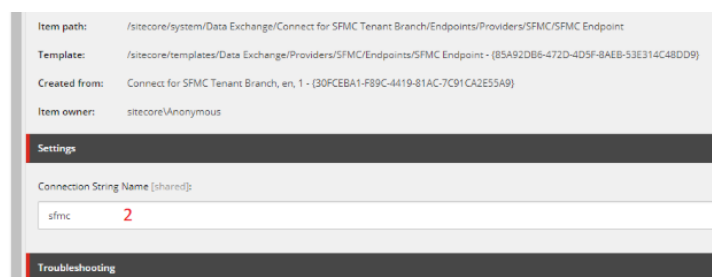 Item path: /sitecore/system/Data Exchange/Connect for SFMC Tenant Branch/Endpoints/Providers/SFMC/SFMC Endpoint
Template: /sitecore/templates/Data Exchange/Providers/SFMC/Endpoints/SFMC Endpoint - {85A92DB6-472D-4D5F-8AEB-53E314C48DD9}
Created from: Connect for SFMC Tenant Branch, en, 1 - {30FCEBA1-F89C-4419-81AC-7C91CA2E55A9}
Item owner: sitecore\Anonymous
Settings
Connection String Name [shared]:
sfmc 2
Troubleshooting